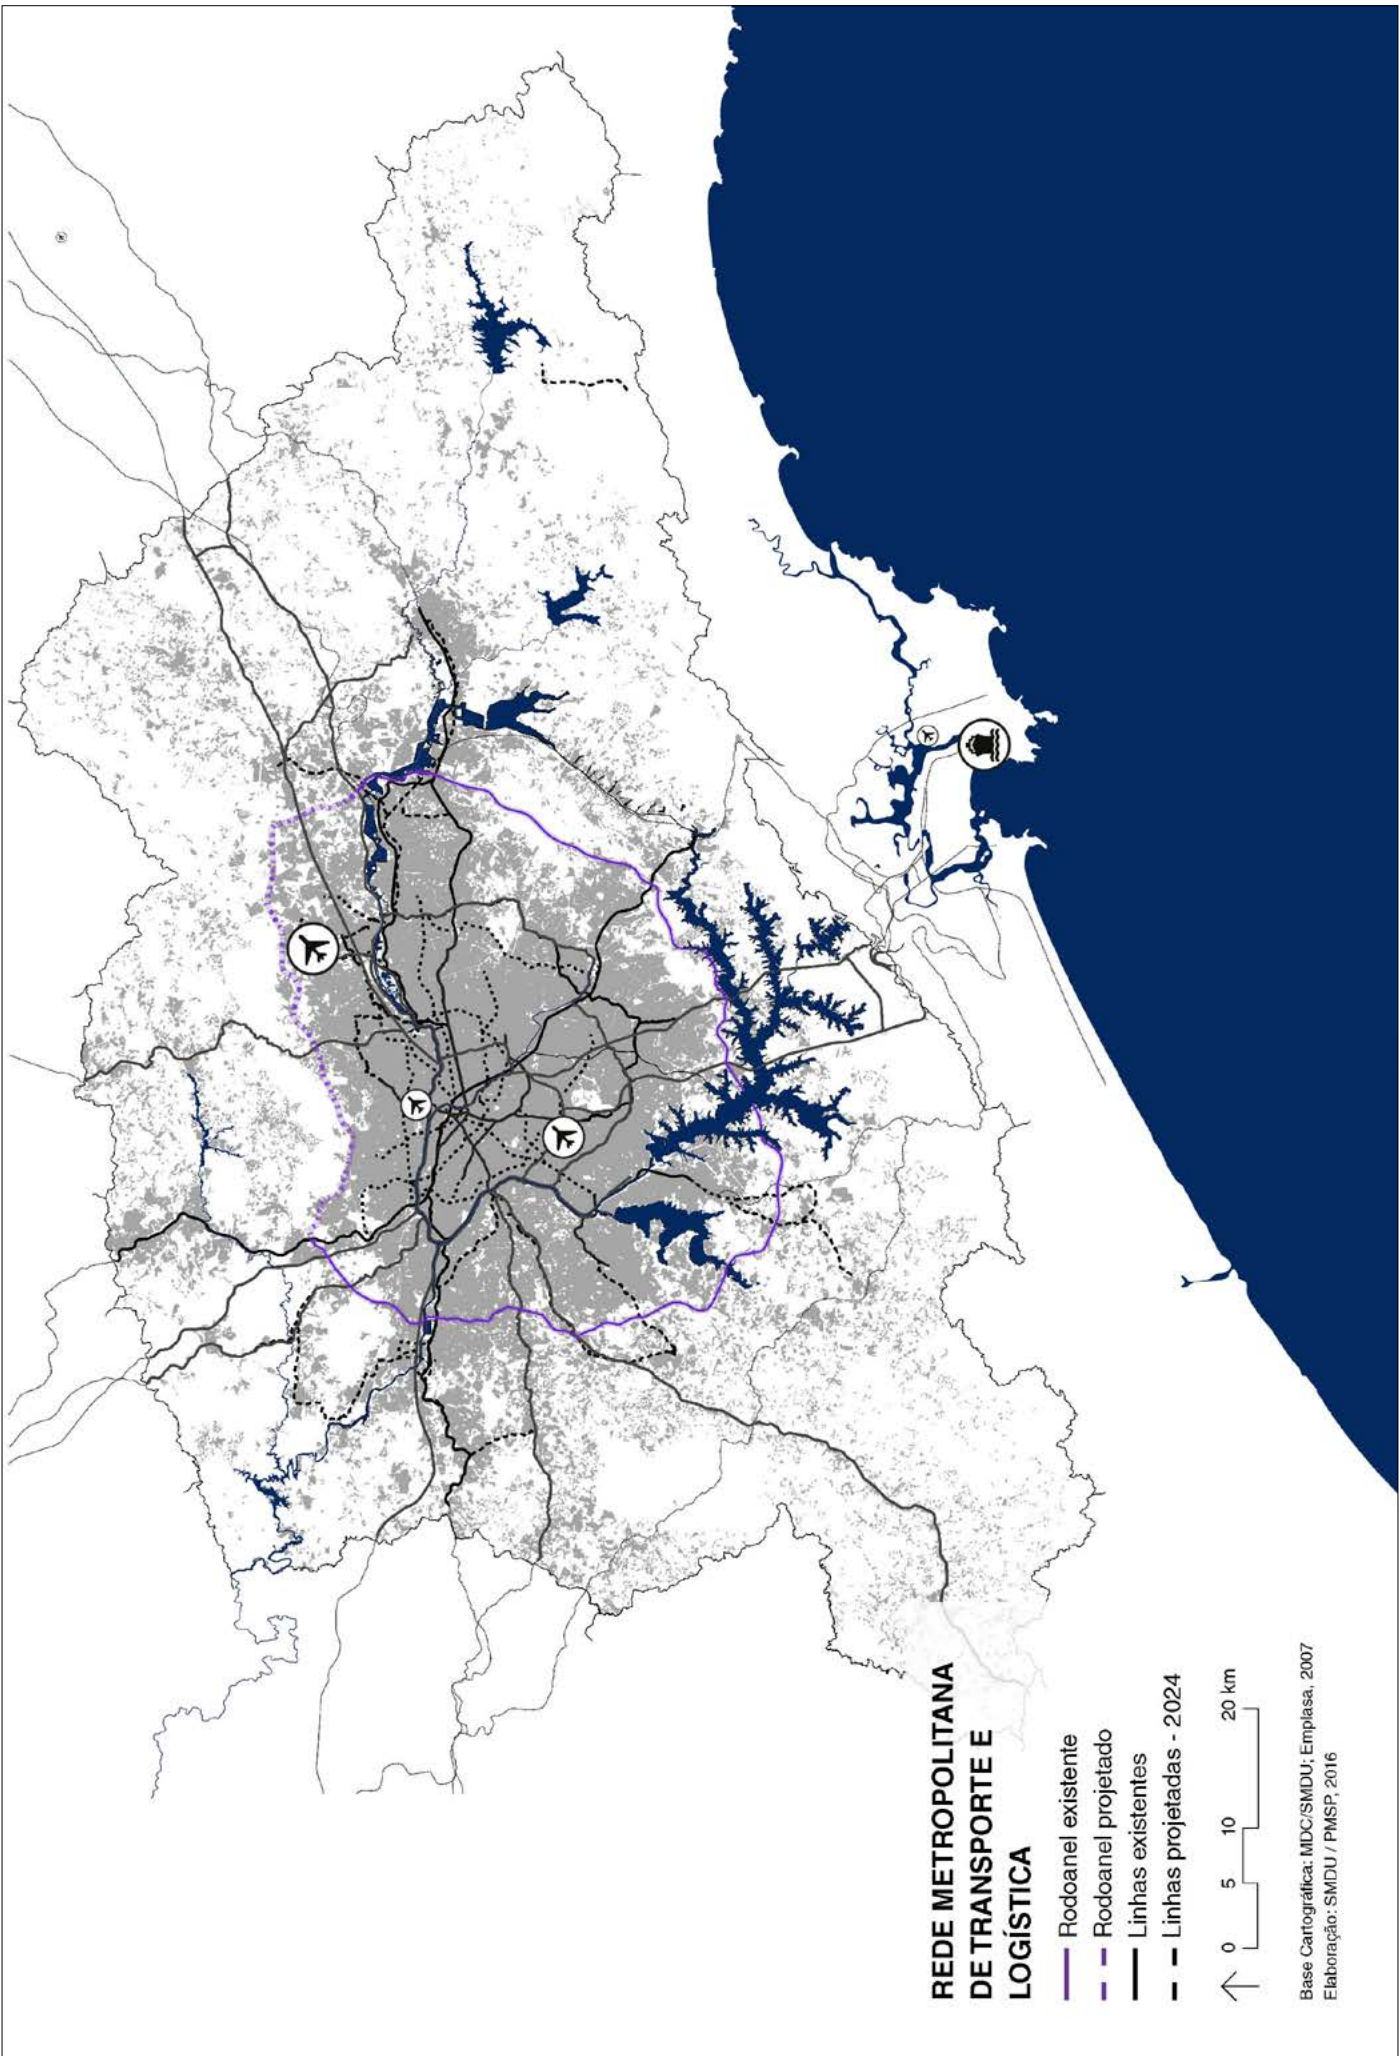 REDE METROPOLITANA
DE TRANSPORTE E
LOGÍSTICA
Rodoanel existente
Rodoanel projetado
Linhas existentes
Linhas projetadas - 2024
0 5 10 20 km
Base Cartográfica: MDC/SMDU; Emplasa, 2007
Elaboração: SMDU / PMSP, 2016